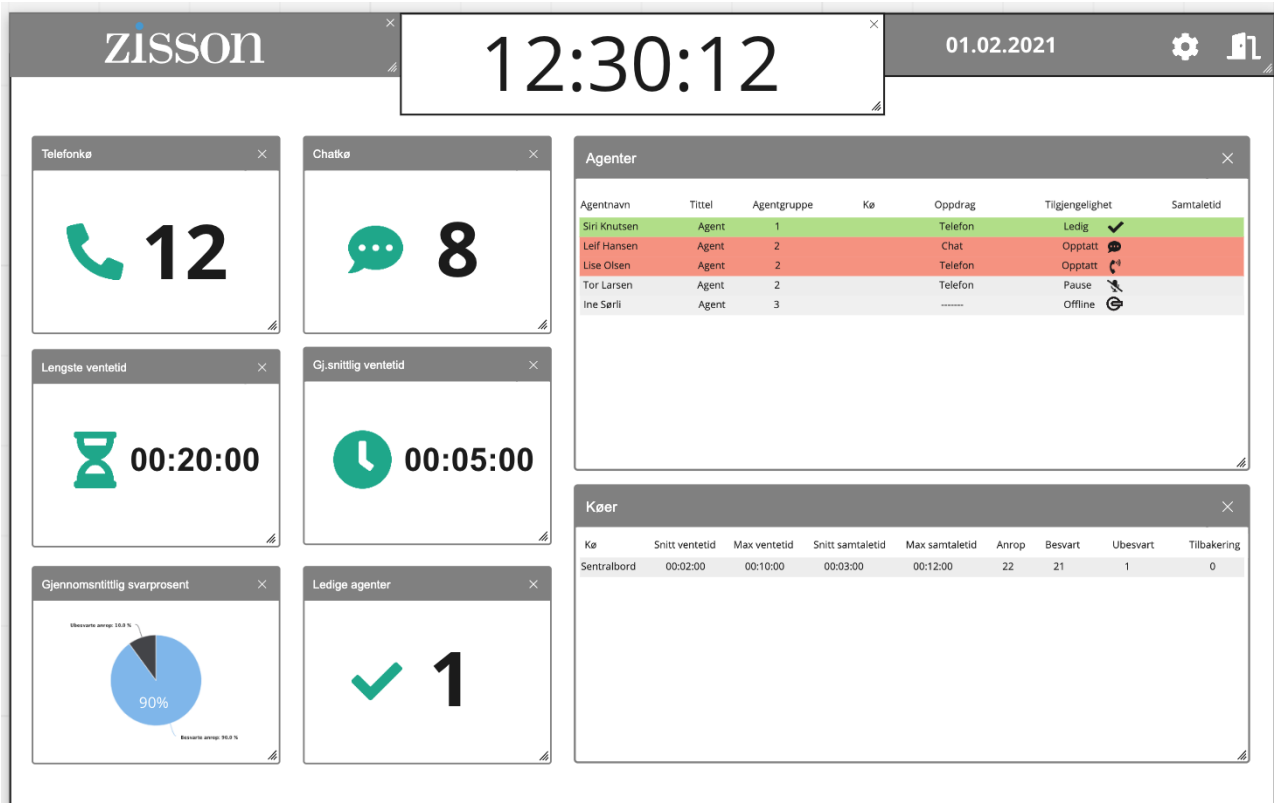 zisson
12:30:12
01.02.2021
Telefonkø
12
Chatkø
8
Lengste ventetid
00:20:00
Gj.snittlig ventetid
00:05:00
Gjennomsntittlig svarprosent
Ubesvarte anrop: 10.0 %
90%
Besvarte anrop: 90.0 %
Ledige agenter
1
Agenter
Agentnavn Tittel Agentgruppe Kø Oppdrag Tilgjengelighet Samtaletid
Siri Knutsen Agent 1 Telefon Ledig
Leif Hansen Agent 2 Chat Opptatt
Lise Olsen Agent 2 Telefon Opptatt
Tor Larsen Agent 2 Telefon Pause
Ine Sørli Agent 3 ------- Offline
Køer
Kø Snitt ventetid Max ventetid Snitt samtaletid Max samtaletid Anrop Besvart Ubesvart Tilbakering
Sentralbord 00:02:00 00:10:00 00:03:00 00:12:00 22 21 1 0